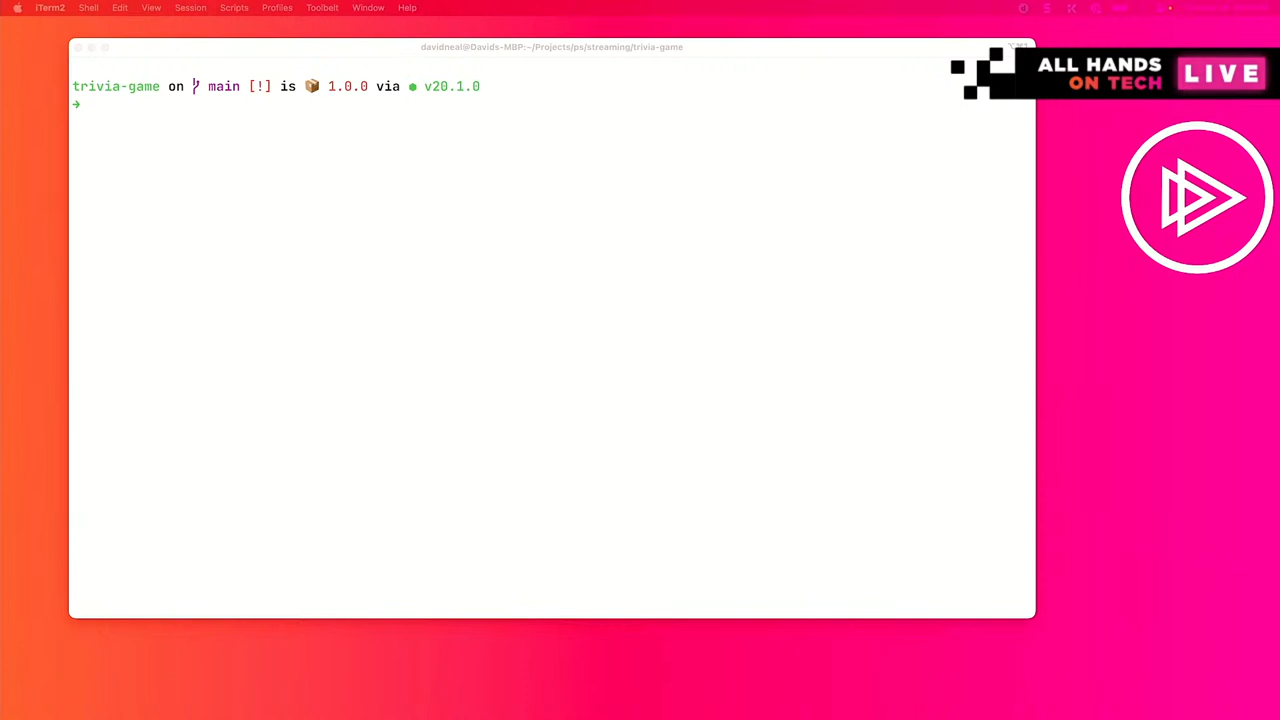 iTerm2 Shell Edit View Session Scripts Profiles Toolbelt Window Help
davidneal@Davids-MBP:~/Projects/ps/streaming/trivia-game
ALL HANDS
ON TECH
LIVE
trivia-game on main [!] is 📦 1.0.0 via ● v20.1.0
➜